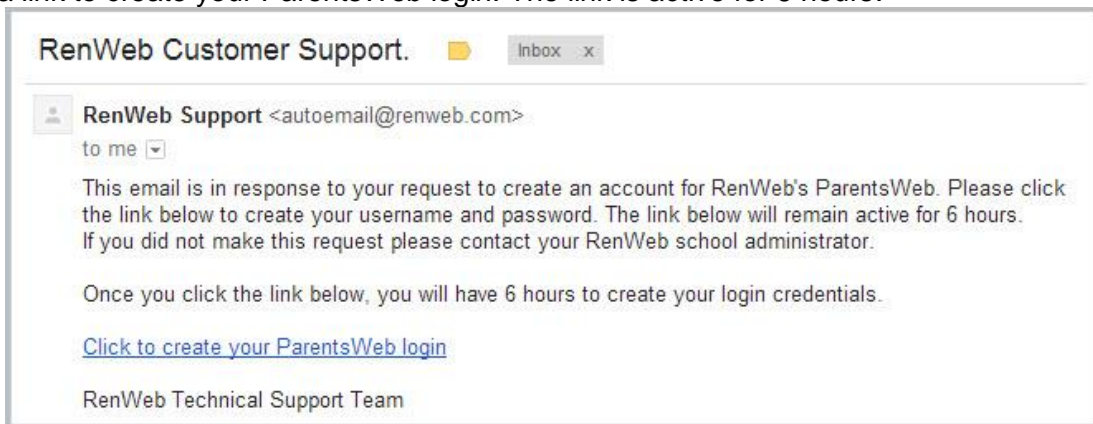 a link to create your ParentsWeb login. The link is active for 6 hours.
RenWeb Customer Support.
Inbox x
RenWeb Support <autoemail@renweb.com>
to me
This email is in response to your request to create an account for RenWeb's ParentsWeb. Please click
the link below to create your username and password. The link below will remain active for 6 hours.
If you did not make this request please contact your RenWeb school administrator.
Once you click the link below, you will have 6 hours to create your login credentials.
Click to create your ParentsWeb login
RenWeb Technical Support Team